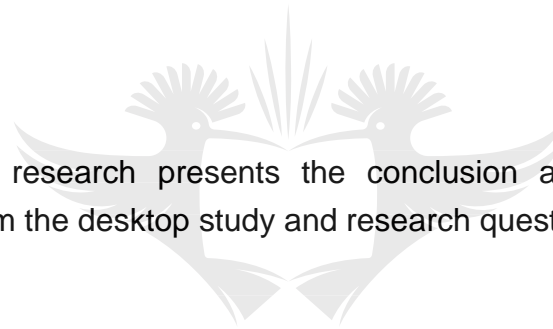 research presents the conclusion a
the desktop study and research quest